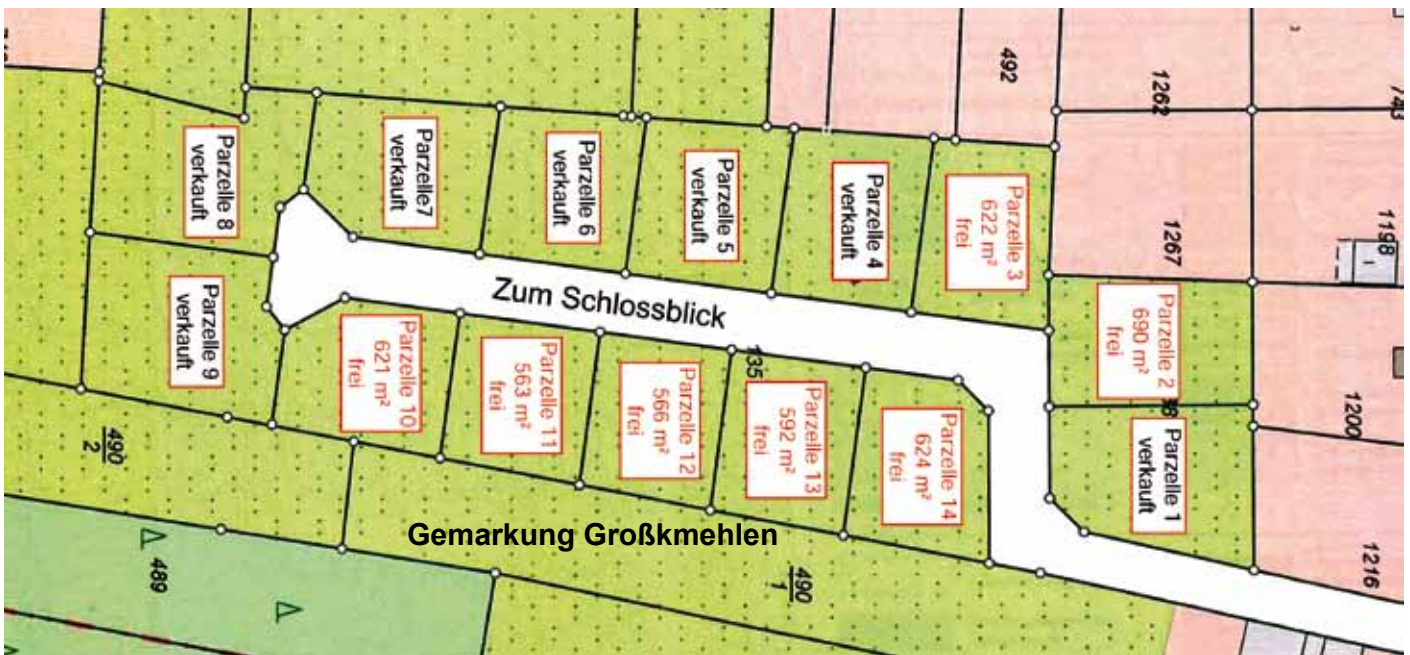 492
1262
743
1198
1267
Parzelle 8
verkauft
Parzelle7
verkauft
Parzelle 6
verkauft
Parzelle 5
verkauft
Parzelle 4
verkauft
Parzelle 3
622 m²
frei
Parzelle 2
690 m²
frei
Parzelle 1
verkauft
1200
1216
Zum Schlossblick
135
Parzelle 9
verkauft
Parzelle 10
621 m²
frei
Parzelle 11
563 m²
frei
Parzelle 12
566 m²
frei
Parzelle 13
592 m²
frei
Parzelle 14
624 m²
frei
Gemarkung Großkmehlen
490
2
490
1
489